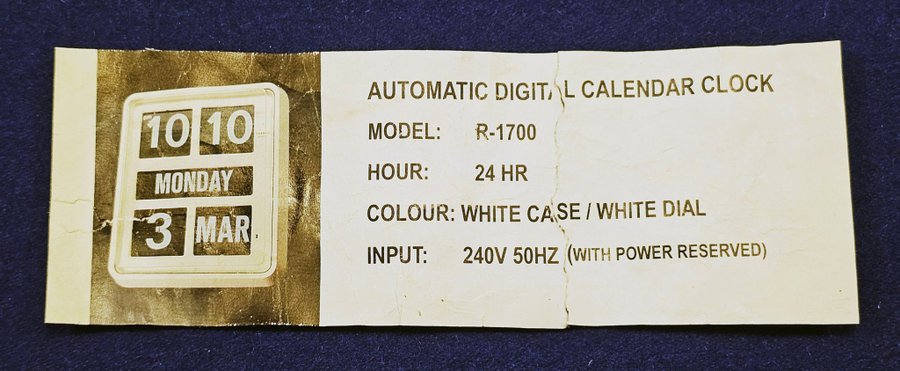 10 10
MONDAY
3 MAR
AUTOMATIC DIGITAL CALENDAR CLOCK
MODEL: R-1700
HOUR: 24 HR
COLOUR: WHITE CASE / WHITE DIAL
INPUT: 240V 50HZ (WITH POWER RESERVED)